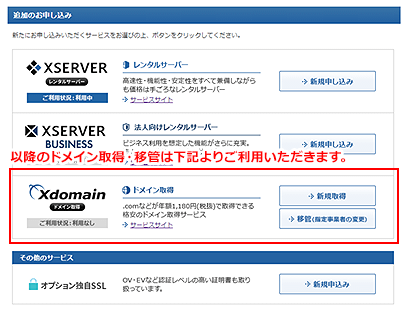 追加のお申し込み
新たにお申し込みいただくサービスをお選びの上、ボタンをクリックしてください。
XSERVER
レンタルサーバー
ご利用状況:利用中
レンタルサーバー
高速性・機能性・安定性をすべて兼備しながら
も価格は手ごろなレンタルサーバー
サービスサイト
新規申し込み
XSERVER
BUSINESS
法人向けレンタルサーバー
ビジネス利用を想定した機能がさらに充実。
新規申し込み
以降のドメイン取得・移管は下記よりご利用いただきます。
Xdomain
ドメイン取得
ご利用状況:利用なし
ドメイン取得
.comなどが年額1,180円(税抜)で取得できる
格安のドメイン取得サービス
サービスサイト
新規取得
移管(指定事業者の変更)
その他のサービス
オプション独自SSL
OV・EVなど認証レベルの高い証明書も取り
扱っています。
新規申込み